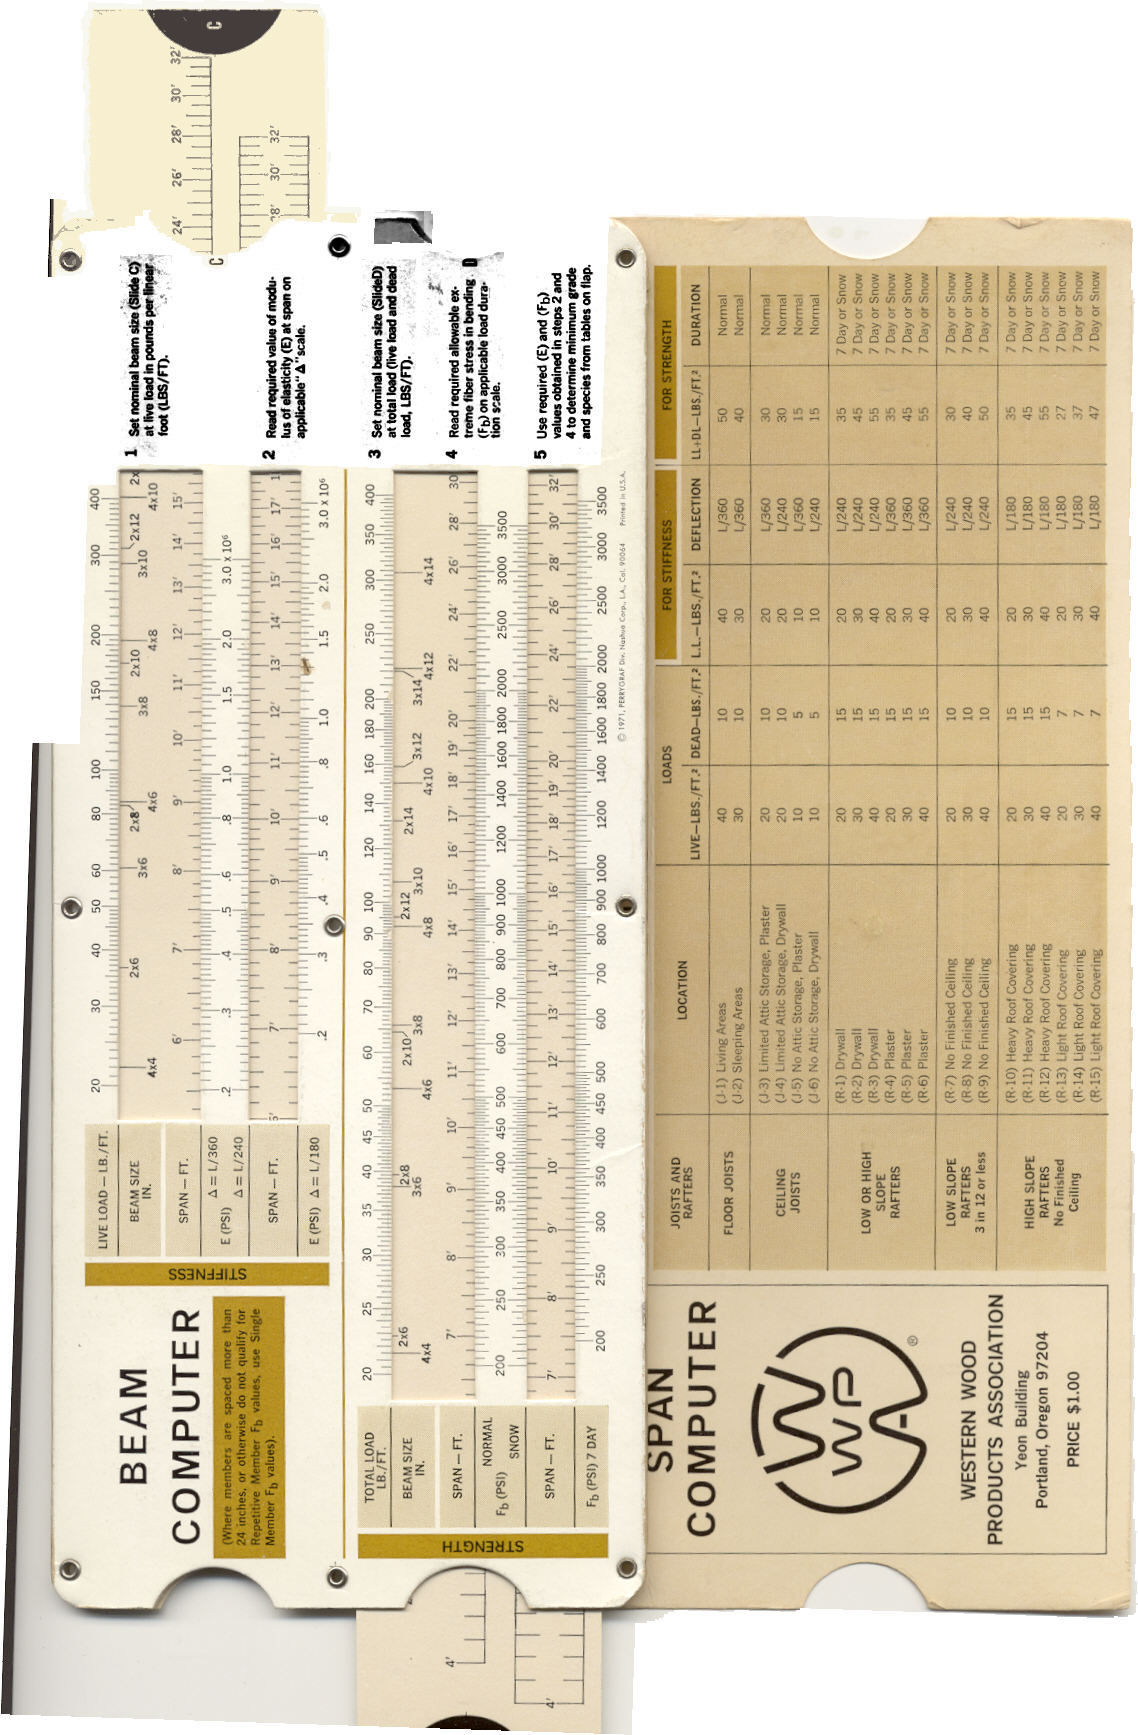 BEAM
COMPUTER
(Where members are spaced more than
24 inches, or otherwise do not qualify for
Repetitive Member Fb values, use Single
Member Fb values).
STIFFNESS
LIVE LOAD — LB./FT. 20 30 40 50 60 80 100 150 200 300 400
BEAM SIZE
IN.
2x6 2x8 2x10 2x12 2x
3x6 3x8 3x10
4x4 4x6 4x8 4x10
SPAN — FT. 6' 7' 8' 9' 10' 11' 12' 13' 14' 15' 24' 26' 28' 30' 32'
C
C
E (PSI) Δ = L/360
Δ = L/240
.2 .3 .4 .5 .6 .8 1.0 1.5 2.0 3.0 x 10⁶
SPAN — FT. 7' 8' 9' 10' 11' 12' 13' 14' 15' 16' 17' 30' 32'
E (PSI) Δ = L/180 .2 .3 .4 .5 .6 .8 1.0 1.5 2.0 3.0 x 10⁶
1 Set nominal beam size (Slide C)
at live load in pounds per linear
foot (LBS/FT).
2 Read required value of modu-
lus of elasticity (E) at span on
applicable "Δ" scale.
STRENGTH
TOTAL LOAD
LB./FT.
20 25 30 35 40 45 50 60 70 80 90 100 120 140 160 180 200 250 300 350 400
BEAM SIZE
IN.
2x6 2x8 2x10 2x12 2x14
3x6 3x8 3x10 3x12 3x14
4x4 4x6 4x8 4x10 4x12 4x14
SPAN — FT. 4' 7' 8' 9' 10' 11' 12' 13' 14' 15' 16' 17' 18' 19' 20' 22' 24' 26' 28' 30
Fb (PSI) NORMAL
SNOW
200 250 300 350 400 450 500 600 700 800 900 1000 1200 1400 1600 1800 2000 2500 3000 3500
SPAN — FT. 4' 7' 8' 9' 10' 11' 12' 13' 14' 15' 16' 17' 18' 19' 20' 22' 24' 26' 28' 30' 32'
Fb (PSI) 7 DAY 200 250 300 350 400 450 500 600 700 800 900 1000 1200 1400 1600 1800 2000 2500 3000 3500
3 Set nominal beam size (SlideD)
at total load (live load and dead
load, LBS/FT).
4 Read required allowable ex-
treme fiber stress in bending
(Fb) on applicable load dura-
tion scale.
D
5 Use required (E) and (Fb)
values obtained in steps 2 and
4 to determine minimum grade
and species from tables on flap.
© 1971, PERRYGRAF Div. Nashua Corp., L.A., Cal. 90064 Printed in U.S.A.
SPAN
COMPUTER
WWPA
®
WESTERN WOOD
PRODUCTS ASSOCIATION
Yeon Building
Portland, Oregon 97204
PRICE $1.00
LOADS FOR STIFFNESS FOR STRENGTH
JOISTS AND
RAFTERS
LOCATION LIVE—LBS./FT.² DEAD—LBS./FT.² L.L.—LBS./FT.² DEFLECTION LL+DL—LBS./FT.² DURATION
FLOOR JOISTS
(J-1) Living Areas 40 10 40 L/360 50 Normal
(J-2) Sleeping Areas 30 10 30 L/360 40 Normal
CEILING
JOISTS
(J-3) Limited Attic Storage, Plaster 20 10 20 L/360 30 Normal
(J-4) Limited Attic Storage, Drywall 20 10 20 L/240 30 Normal
(J-5) No Attic Storage, Plaster 10 5 10 L/360 15 Normal
(J-6) No Attic Storage, Drywall 10 5 10 L/240 15 Normal
LOW OR HIGH
SLOPE
RAFTERS
(R-1) Drywall 20 15 20 L/240 35 7 Day or Snow
(R-2) Drywall 30 15 30 L/240 45 7 Day or Snow
(R-3) Drywall 40 15 40 L/240 55 7 Day or Snow
(R-4) Plaster 20 15 20 L/360 35 7 Day or Snow
(R-5) Plaster 30 15 30 L/360 45 7 Day or Snow
(R-6) Plaster 40 15 40 L/360 55 7 Day or Snow
LOW SLOPE
RAFTERS
3 in 12 or less
(R-7) No Finished Ceiling 20 10 20 L/240 30 7 Day or Snow
(R-8) No Finished Ceiling 30 10 30 L/240 40 7 Day or Snow
(R-9) No Finished Ceiling 40 10 40 L/240 50 7 Day or Snow
HIGH SLOPE
RAFTERS
No Finished
Ceiling
(R-10) Heavy Roof Covering 20 15 20 L/180 35 7 Day or Snow
(R-11) Heavy Roof Covering 30 15 30 L/180 45 7 Day or Snow
(R-12) Heavy Roof Covering 40 15 40 L/180 55 7 Day or Snow
(R-13) Light Roof Covering 20 7 20 L/180 27 7 Day or Snow
(R-14) Light Roof Covering 30 7 30 L/180 37 7 Day or Snow
(R-15) Light Roof Covering 40 7 40 L/180 47 7 Day or Snow